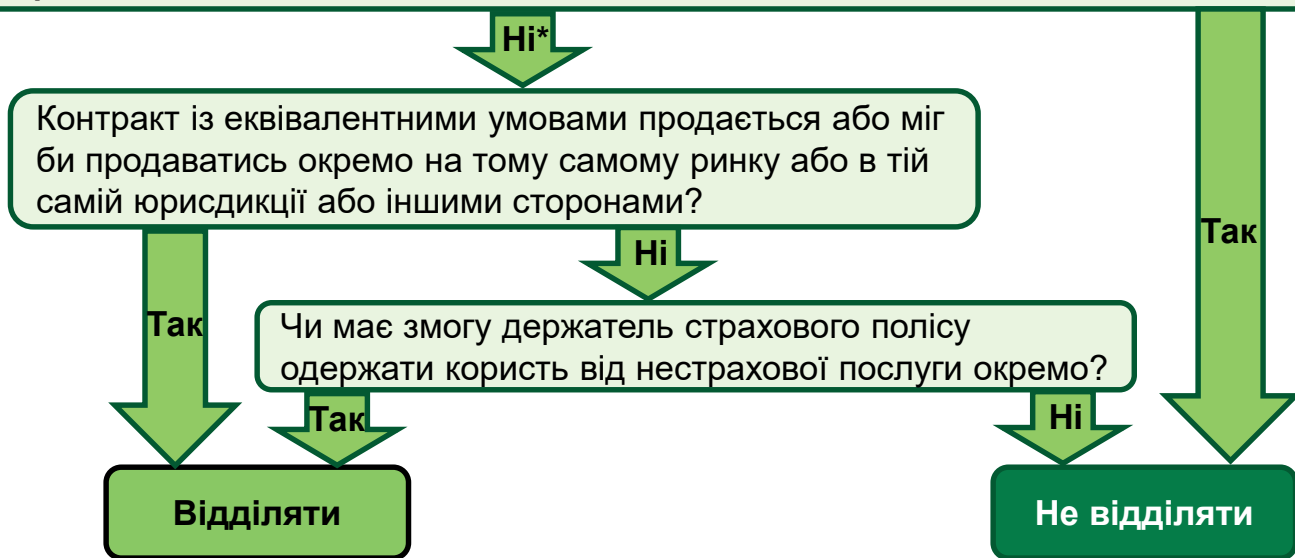 Ні*
Контракт із еквівалентними умовами продається або міг
би продаватись окремо на тому самому ринку або в тій
самій юрисдикції або іншими сторонами?
Так
Ні
Так
Чи має змогу держатель страхового полісу
одержати користь від нестрахової послуги окремо?
Так
Ні
Відділяти
Не відділяти